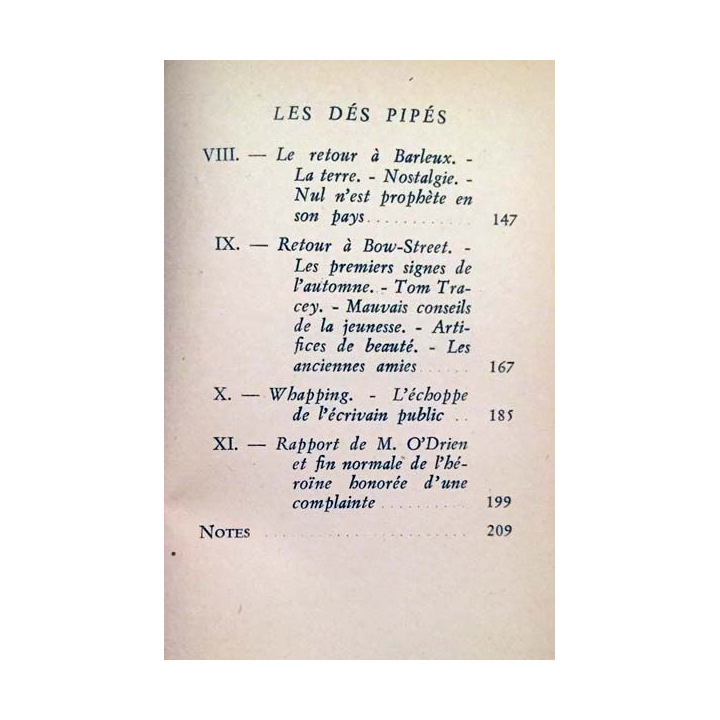 LES DÉS PIPÉS
VIII. — Le retour à Barleux. -
La terre. - Nostalgie. -
Nul n'est prophète en
son pays............ 147
IX. — Retour à Bow-Street. -
Les premiers signes de
l'automne. - Tom Tra-
cey. - Mauvais conseils
de la jeunesse. - Arti-
fices de beauté. - Les
anciennes amies...... 167
X. — Whapping. - L'échoppe
de l'écrivain public .. 185
XI. — Rapport de M. O'Drien
et fin normale de l'hé-
roïne honorée d'une
complainte .......... 199
NOTES ........................ 209